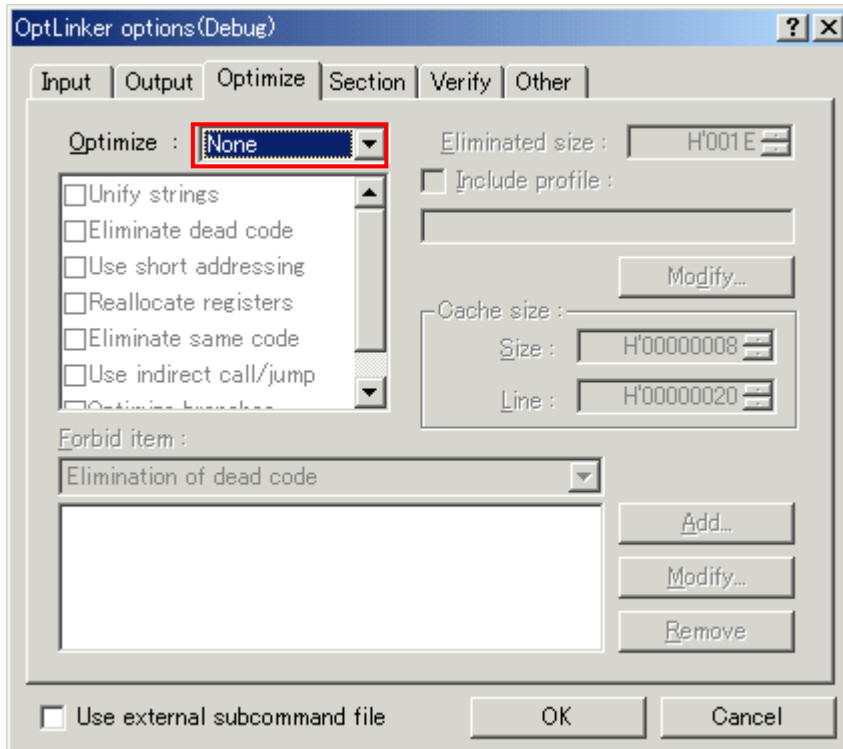 OptLinker options(Debug)
Input Output Optimize Section Verify Other
Optimize : None
Unify strings
Eliminate dead code
Use short addressing
Reallocate registers
Eliminate same code
Use indirect call/jump
Optimize branches
Eliminated size : H'001E
Include profile :
Modify...
Cache size :
Size : H'00000008
Line : H'00000020
Forbid item :
Elimination of dead code
Add...
Modify...
Remove
Use external subcommand file
OK
Cancel